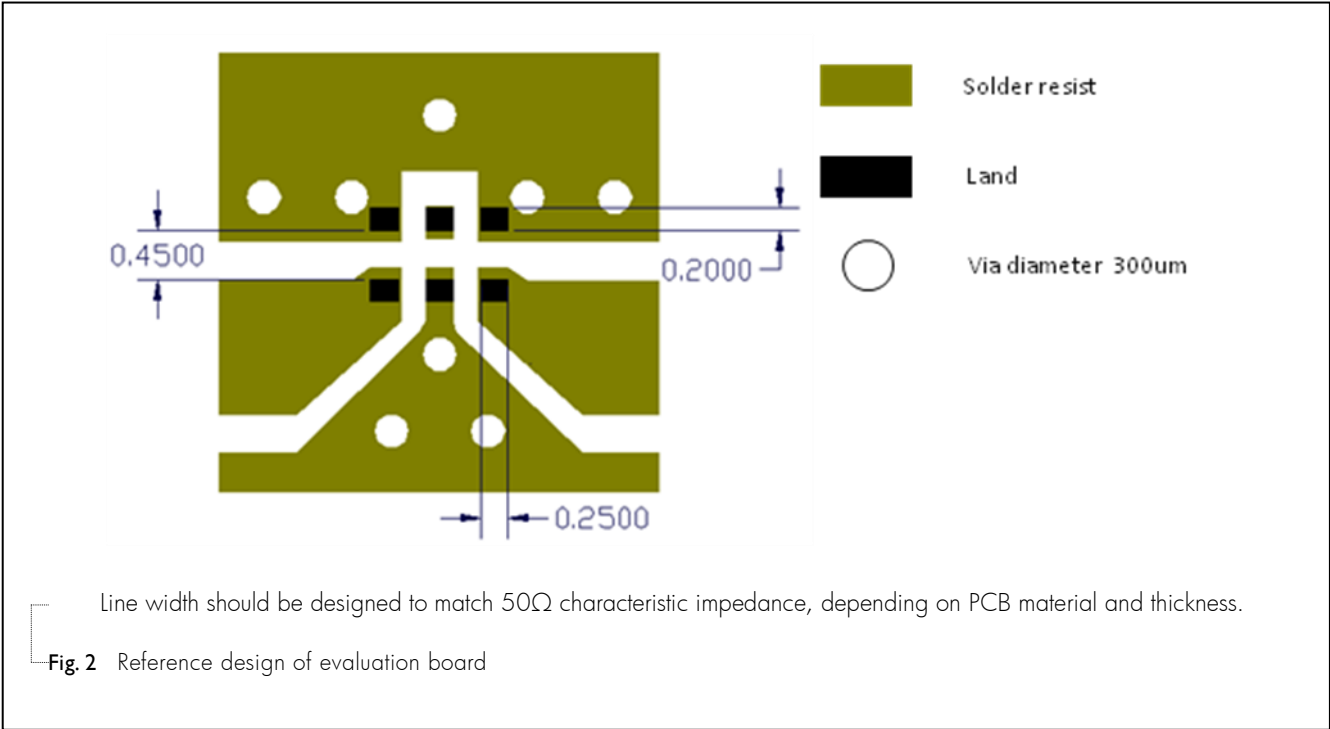 Solder resist
Land
0.4500
0.2000
Via diameter 300um
0.2500
Line width should be designed to match 50Ω characteristic impedance, depending on PCB material and thickness.
Fig. 2 Reference design of evaluation board